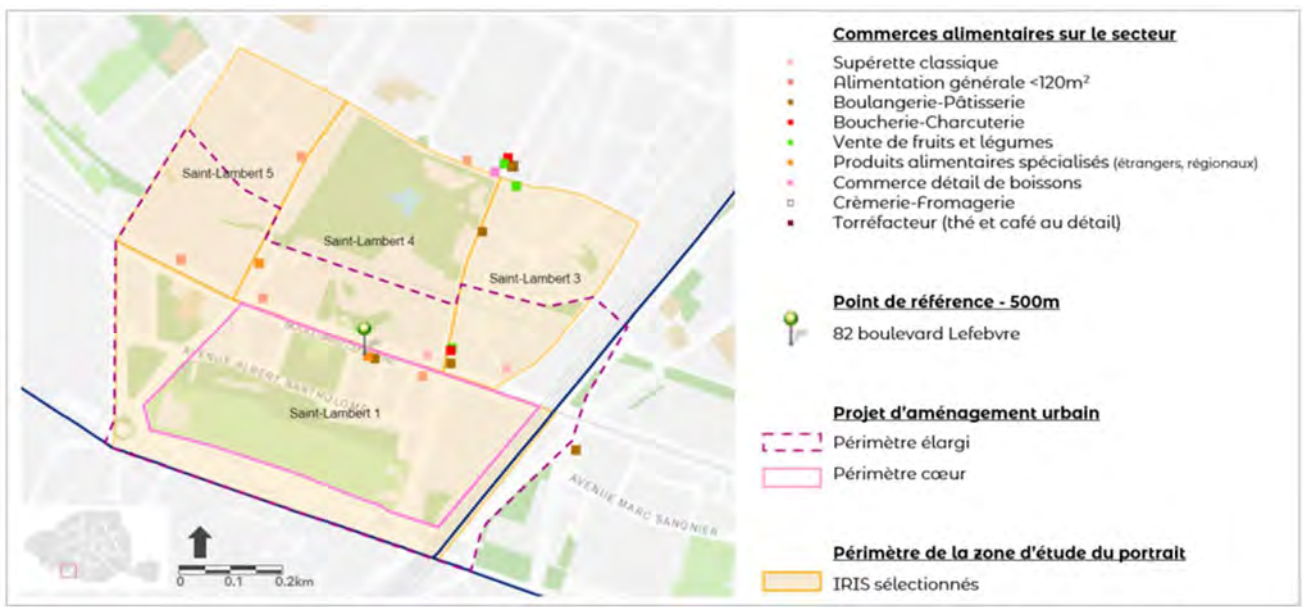 Saint-Lambert 5
Saint-Lambert 4
Saint-Lambert 3
AVENUE ALBERT BARTHOLOMÉ
Saint-Lambert 1
AVENUE MARC SANGNIER
0 0.1 0.2km
Commerces alimentaires sur le secteur
Supérette classique
Alimentation générale <120m²
Boulangerie-Pâtisserie
Boucherie-Charcuterie
Vente de fruits et légumes
Produits alimentaires spécialisés (étrangers, régionaux)
Commerce détail de boissons
Crèmerie-Fromagerie
Torréfacteur (thé et café au détail)
Point de référence - 500m
82 boulevard Lefebvre
Projet d'aménagement urbain
Périmètre élargi
Périmètre cœur
Périmètre de la zone d'étude du portrait
IRIS sélectionnés